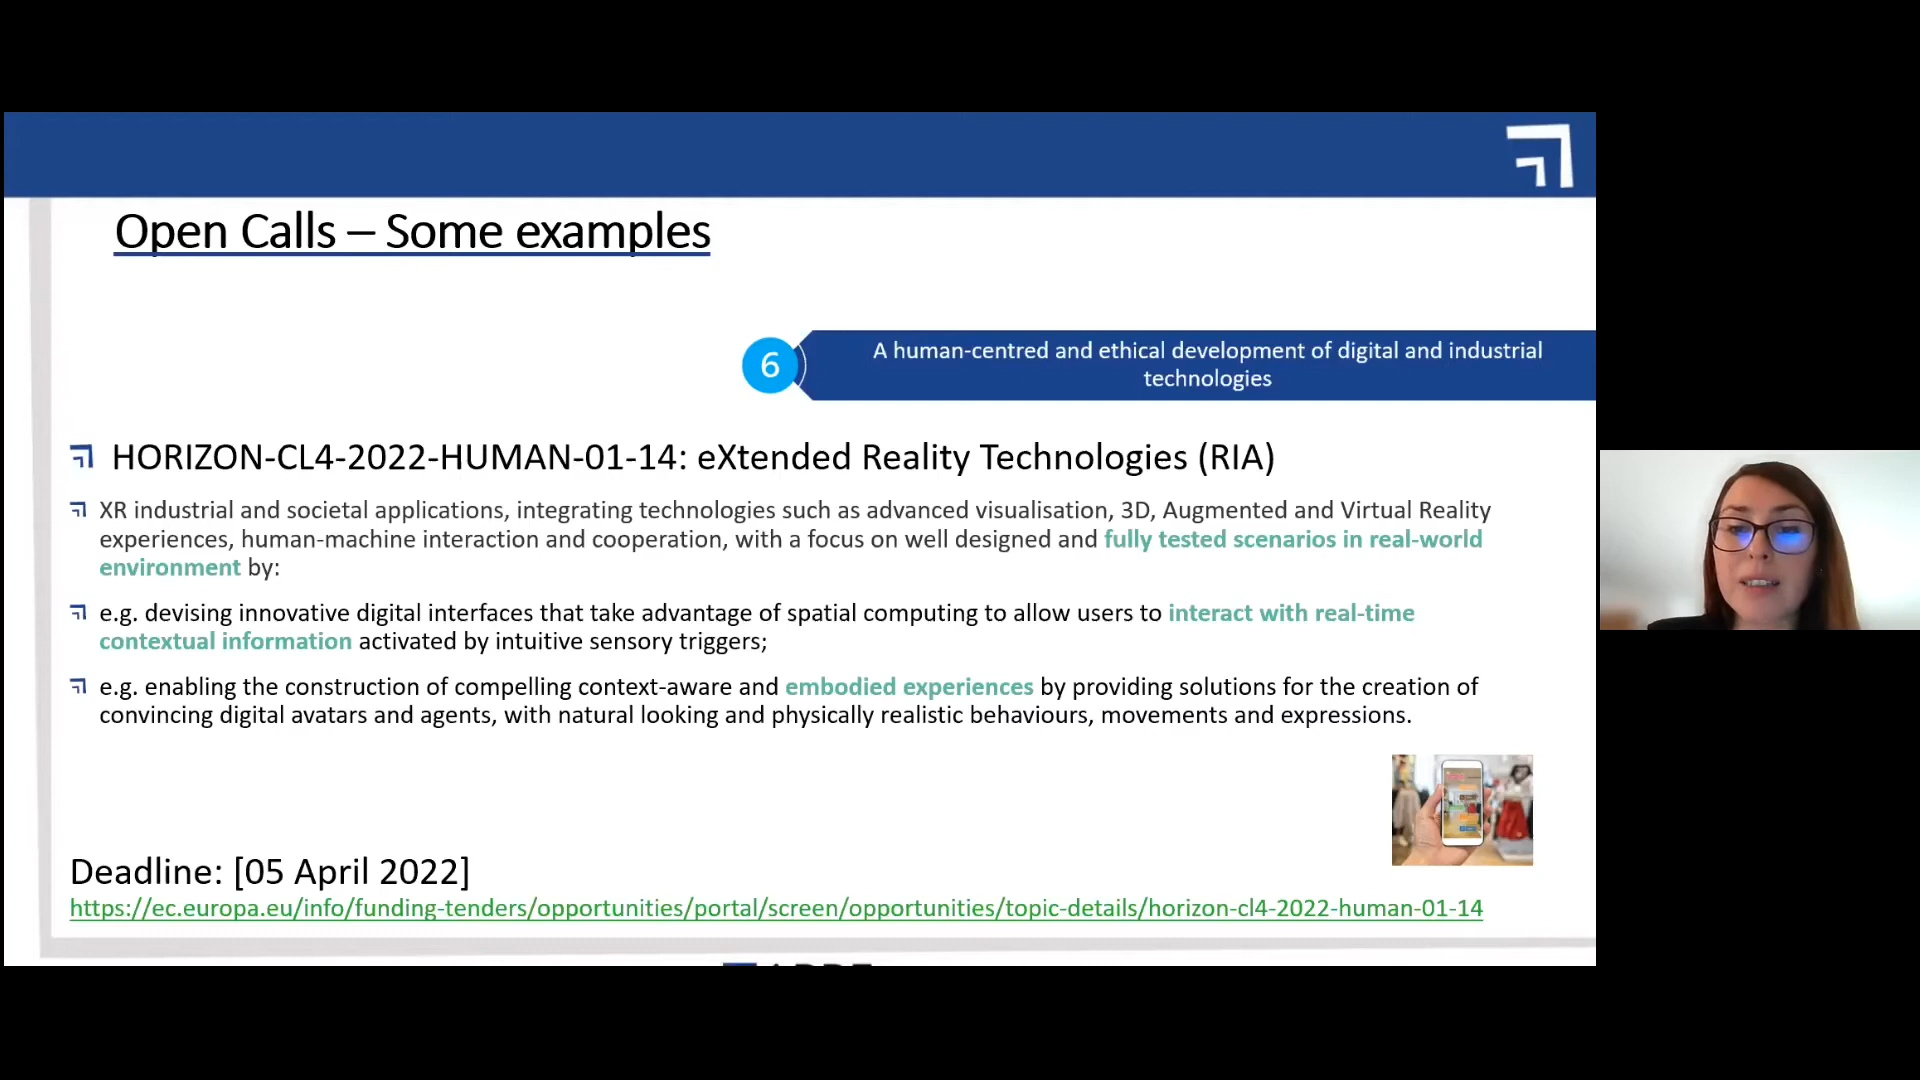 Open Calls – Some examples
6
A human-centred and ethical development of digital and industrial
technologies
HORIZON-CL4-2022-HUMAN-01-14: eXtended Reality Technologies (RIA)
XR industrial and societal applications, integrating technologies such as advanced visualisation, 3D, Augmented and Virtual Reality
experiences, human-machine interaction and cooperation, with a focus on well designed and fully tested scenarios in real-world
environment by:
e.g. devising innovative digital interfaces that take advantage of spatial computing to allow users to interact with real-time
contextual information activated by intuitive sensory triggers;
e.g. enabling the construction of compelling context-aware and embodied experiences by providing solutions for the creation of
convincing digital avatars and agents, with natural looking and physically realistic behaviours, movements and expressions.
Deadline: [05 April 2022]
https://ec.europa.eu/info/funding-tenders/opportunities/portal/screen/opportunities/topic-details/horizon-cl4-2022-human-01-14